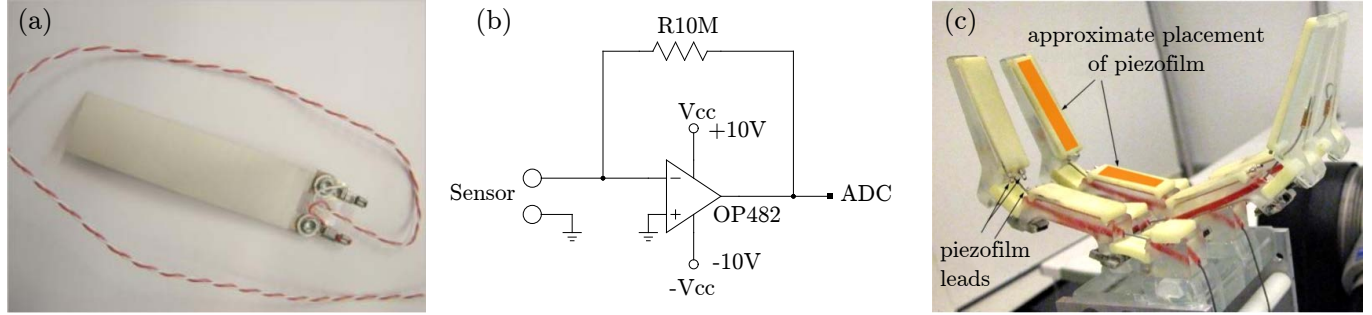 (a)
(b)
R10M
Vcc
+10V
Sensor
−
+
OP482
ADC
-10V
-Vcc
(c)
approximate placement
of piezofilm
piezofilm
leads